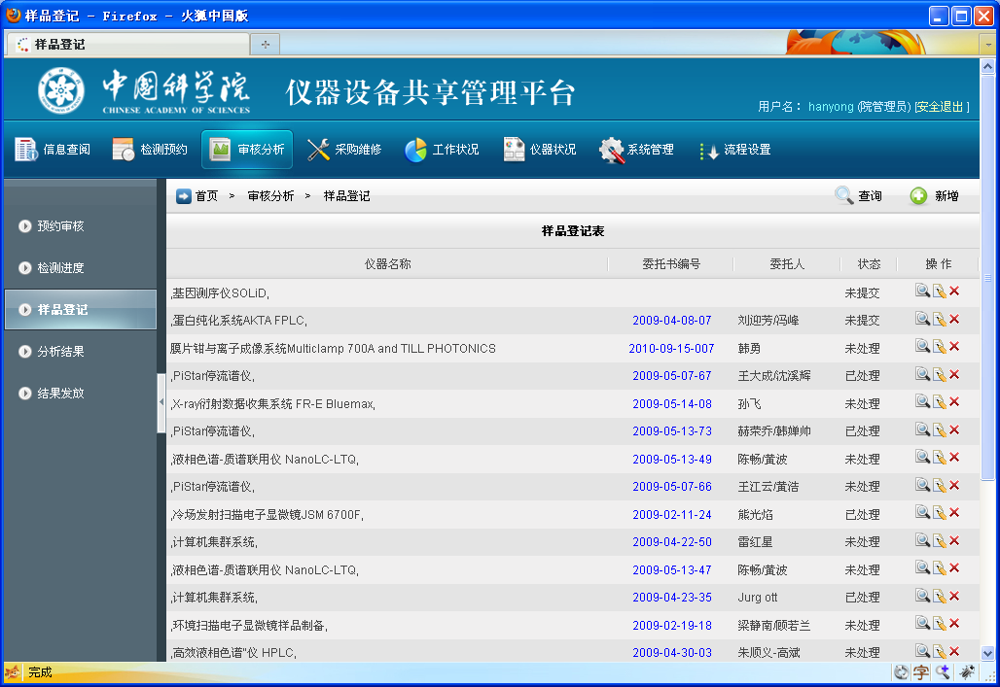 样品登记 - Firefox - 火狐中国版
样品登记
中国科学院
CHINESE ACADEMY OF SCIENCES
仪器设备共享管理平台
用户名： hanyong (院管理员) [安全退出 ]
信息查阅 检测预约 审核分析 采购维修 工作状况 仪器状况 系统管理 流程设置
首页 > 审核分析 > 样品登记 查询 新增
预约审核
检测进度
样品登记
分析结果
结果发放
样品登记表
仪器名称 委托书编号 委托人 状态 操 作
,基因测序仪SOLiD, 未提交
,蛋白纯化系统AKTA FPLC, 2009-04-08-07 刘迎芳/冯峰 未提交
膜片钳与离子成像系统Multiclamp 700A and TILL PHOTONICS 2010-09-15-007 韩勇 未处理
,PiStar停流谱仪, 2009-05-07-67 王大成/沈溪辉 已处理
,X-ray衍射数据收集系统 FR-E Bluemax, 2009-05-14-08 孙飞 未处理
,PiStar停流谱仪, 2009-05-13-73 赫荣乔/韩婵帅 已处理
,液相色谱-质谱联用仪 NanoLC-LTQ, 2009-05-13-49 陈畅/黄波 未处理
,PiStar停流谱仪, 2009-05-07-66 王江云/黄浩 未处理
,冷场发射扫描电子显微镜JSM 6700F, 2009-02-11-24 熊光焰 已处理
,计算机集群系统, 2009-04-22-50 雷红星 未处理
,液相色谱-质谱联用仪 NanoLC-LTQ, 2009-05-13-47 陈畅/黄波 未处理
,计算机集群系统, 2009-04-23-35 Jurg ott 已处理
,环境扫描电子显微镜样品制备, 2009-02-19-18 梁静南/顾若兰 未处理
,高效液相色谱"仪 HPLC, 2009-04-30-03 朱顺义-高斌 未处理
完成 字